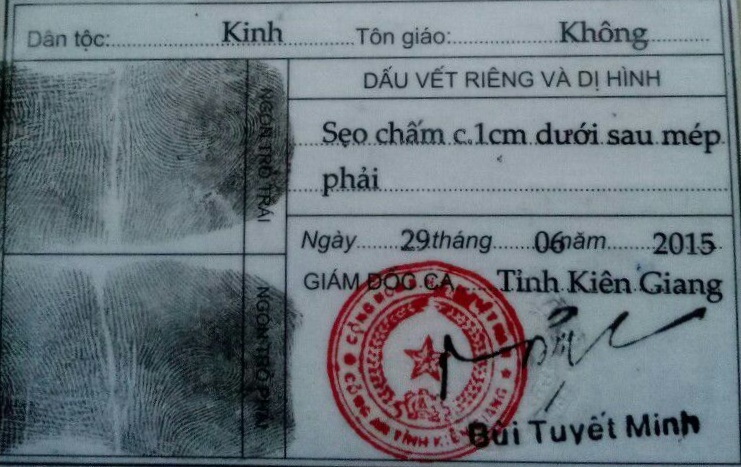 Dân tộc: Kinh Tôn giáo: Không
NGÓN TRỎ TRÁI
DẤU VẾT RIÊNG VÀ DỊ HÌNH
Sẹo chấm c.1cm dưới sau mép
phải
NGÓN TRỎ PHẢI
Ngày 29 tháng 06 năm 2015
GIÁM ĐỐC CA Tỉnh Kiên Giang
CÔNG AN TỈNH KIÊN GIANG
Bùi Tuyết Minh